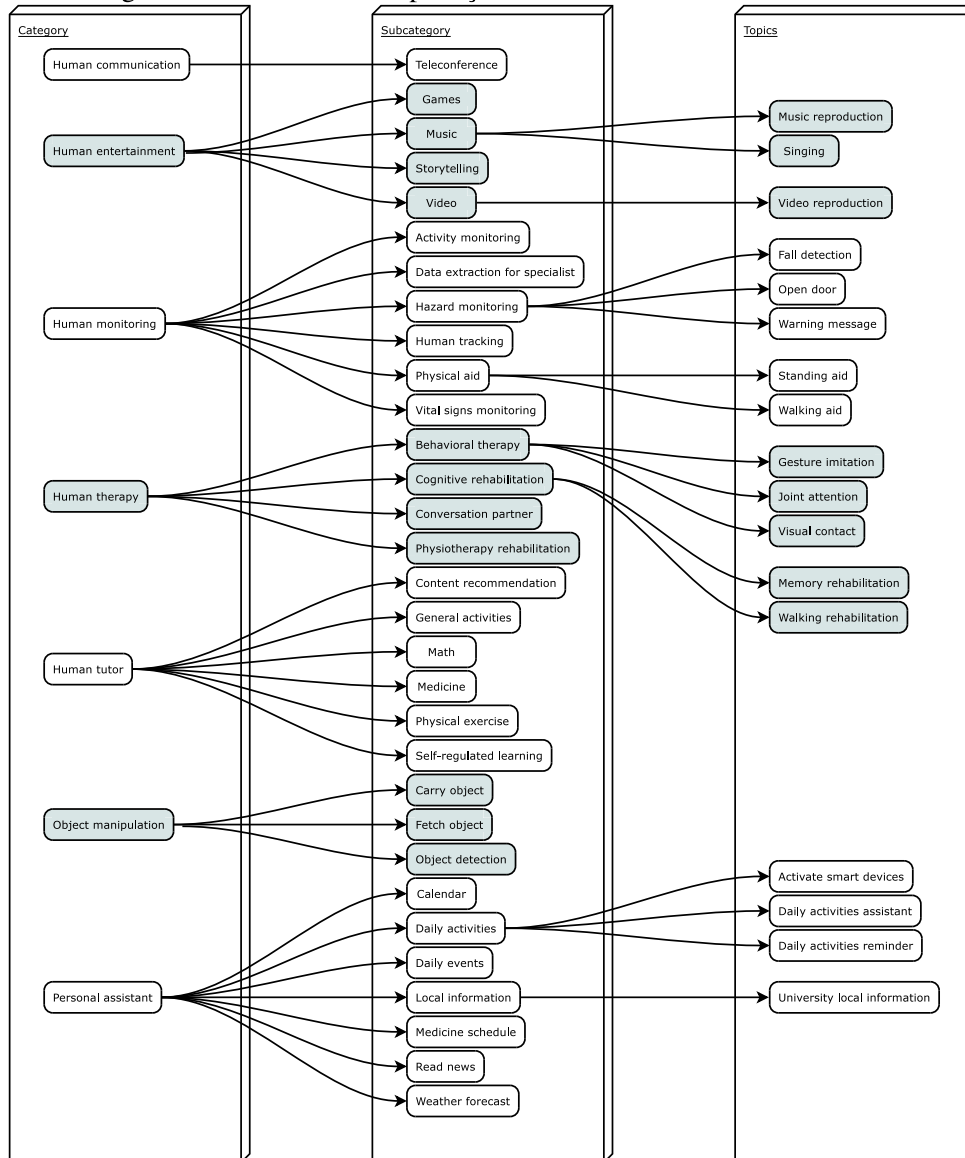 Category
Human communication
Human entertainment
Human monitoring
Human therapy
Human tutor
Object manipulation
Personal assistant
Subcategory
Teleconference
Games
Music
Storytelling
Video
Activity monitoring
Data extraction for specialist
Hazard monitoring
Human tracking
Physical aid
Vital signs monitoring
Behavioral therapy
Cognitive rehabilitation
Conversation partner
Physiotherapy rehabilitation
Content recommendation
General activities
Math
Medicine
Physical exercise
Self-regulated learning
Carry object
Fetch object
Object detection
Calendar
Daily activities
Daily events
Local information
Medicine schedule
Read news
Weather forecast
Topics
Music reproduction
Singing
Video reproduction
Fall detection
Open door
Warning message
Standing aid
Walking aid
Gesture imitation
Joint attention
Visual contact
Memory rehabilitation
Walking rehabilitation
Activate smart devices
Daily activities assistant
Daily activities reminder
University local information